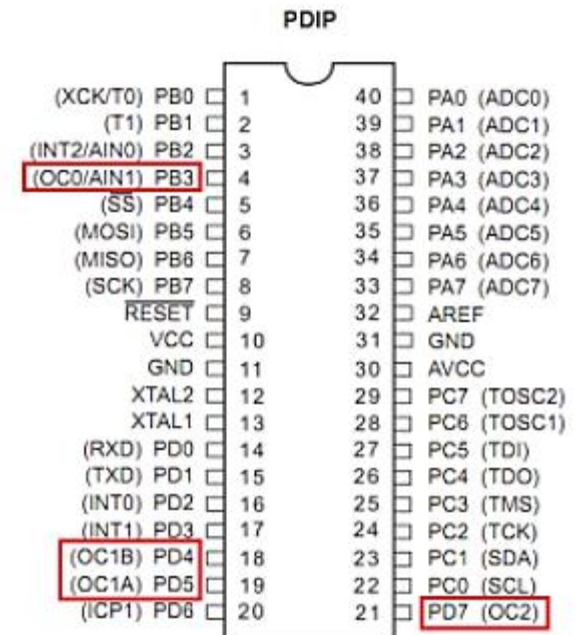 PDIP
(XCK/T0) PB0 1 40 PA0 (ADC0)
(T1) PB1 2 39 PA1 (ADC1)
(INT2/AIN0) PB2 3 38 PA2 (ADC2)
(OC0/AIN1) PB3 4 37 PA3 (ADC3)
(SS) PB4 5 36 PA4 (ADC4)
(MOSI) PB5 6 35 PA5 (ADC5)
(MISO) PB6 7 34 PA6 (ADC6)
(SCK) PB7 8 33 PA7 (ADC7)
RESET 9 32 AREF
VCC 10 31 GND
GND 11 30 AVCC
XTAL2 12 29 PC7 (TOSC2)
XTAL1 13 28 PC6 (TOSC1)
(RXD) PD0 14 27 PC5 (TDI)
(TXD) PD1 15 26 PC4 (TDO)
(INT0) PD2 16 25 PC3 (TMS)
(INT1) PD3 17 24 PC2 (TCK)
(OC1B) PD4 18 23 PC1 (SDA)
(OC1A) PD5 19 22 PC0 (SCL)
(ICP1) PD6 20 21 PD7 (OC2)